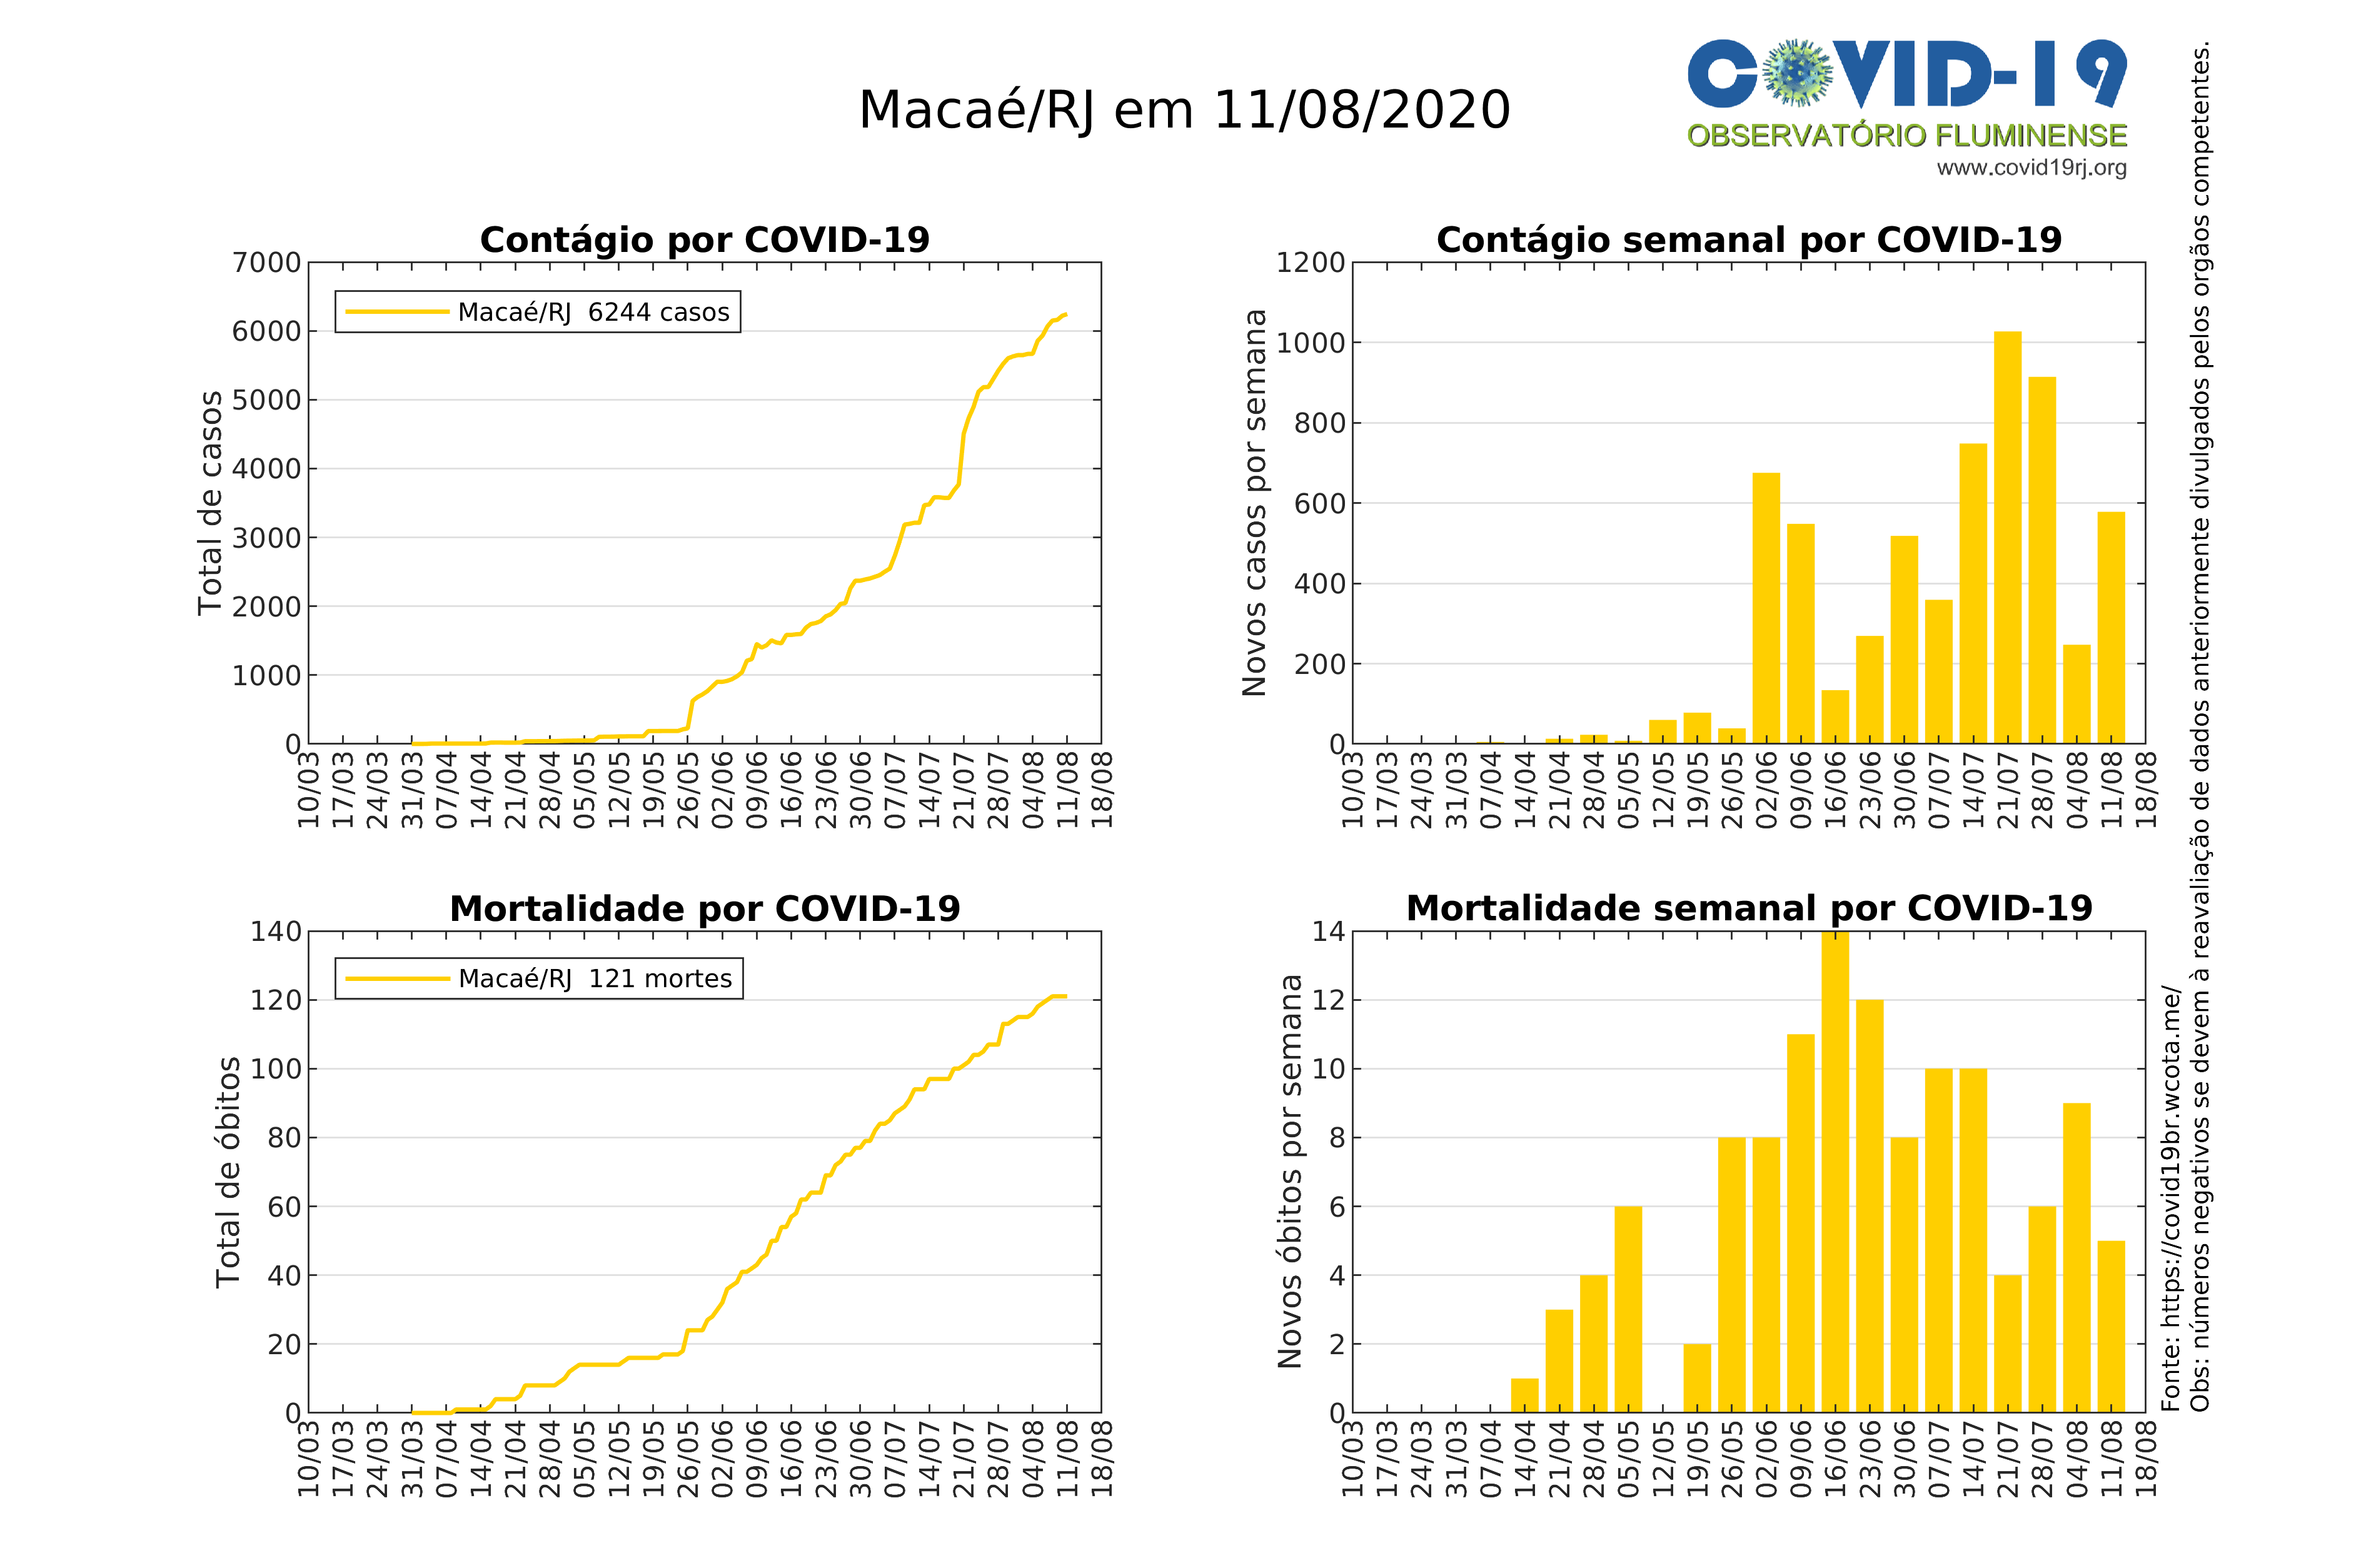 Macaé/RJ em 11/08/2020
COVID-19
OBSERVATÓRIO FLUMINENSE
www.covid19rj.org
Contágio por COVID-19
Total de casos
7000
6000
5000
4000
3000
2000
1000
0
Macaé/RJ 6244 casos
10/03 17/03 24/03 31/03 07/04 14/04 21/04 28/04 05/05 12/05 19/05 26/05 02/06 09/06 16/06 23/06 30/06 07/07 14/07 21/07 28/07 04/08 11/08 18/08
Contágio semanal por COVID-19
Novos casos por semana
1200
1000
800
600
400
200
0
10/03 17/03 24/03 31/03 07/04 14/04 21/04 28/04 05/05 12/05 19/05 26/05 02/06 09/06 16/06 23/06 30/06 07/07 14/07 21/07 28/07 04/08 11/08 18/08
Mortalidade por COVID-19
Total de óbitos
140
120
100
80
60
40
20
0
Macaé/RJ 121 mortes
10/03 17/03 24/03 31/03 07/04 14/04 21/04 28/04 05/05 12/05 19/05 26/05 02/06 09/06 16/06 23/06 30/06 07/07 14/07 21/07 28/07 04/08 11/08 18/08
Mortalidade semanal por COVID-19
Novos óbitos por semana
14
12
10
8
6
4
2
0
10/03 17/03 24/03 31/03 07/04 14/04 21/04 28/04 05/05 12/05 19/05 26/05 02/06 09/06 16/06 23/06 30/06 07/07 14/07 21/07 28/07 04/08 11/08 18/08
Fonte: https://covid19br.wcota.me/
Obs: números negativos se devem à reavaliação de dados anteriormente divulgados pelos orgãos competentes.